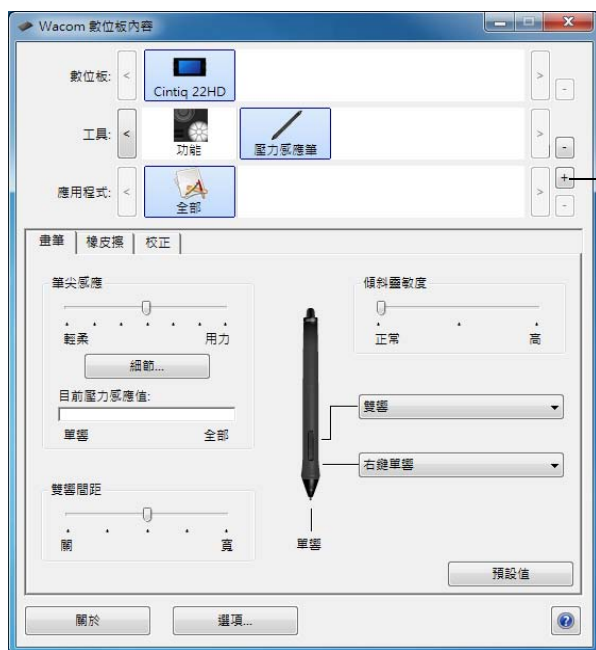 Wacom 數位板內容
數位板:
Cintiq 22HD
工具:
功能
壓力感應筆
應用程式:
全部
畫筆 橡皮擦 校正
筆尖感應
輕柔 用力
細節...
目前壓力感應值:
單響 全部
雙響間距
關 寬
傾斜靈敏度
正常 高
雙響
右鍵單響
單響
預設值
關於 選項...